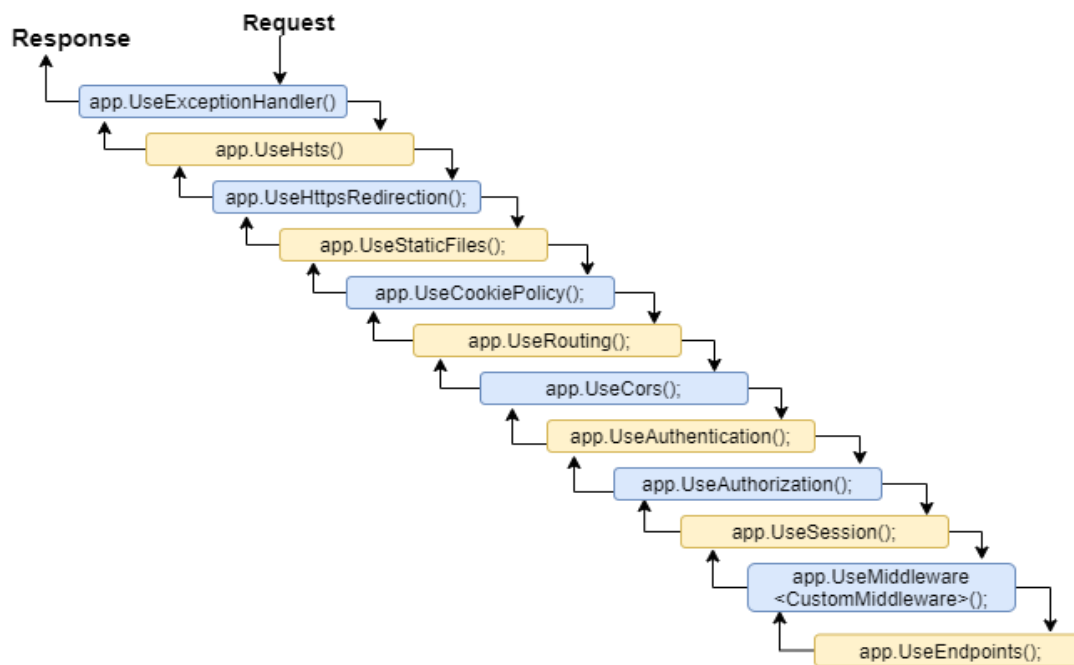 Request
Response
app.UseExceptionHandler()
app.UseHsts()
app.UseHttpsRedirection();
app.UseStaticFiles();
app.UseCookiePolicy();
app.UseRouting();
app.UseCors();
app.UseAuthentication();
app.UseAuthorization();
app.UseSession();
app.UseMiddleware
<CustomMiddleware>();
app.UseEndpoints();